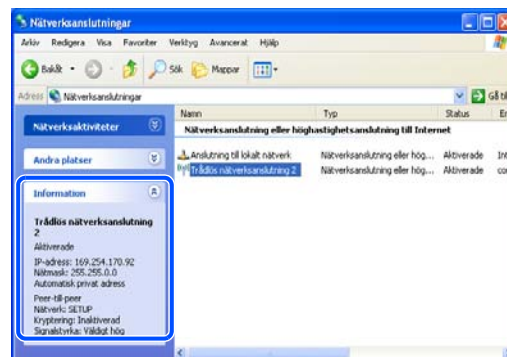 Nätverksanslutningar
Arkiv Redigera Visa Favoriter Verktyg Avancerat Hjälp
Bakåt Sök Mappar
Adress Nätverksanslutningar Gå till
Namn Typ Status
Nätverksaktiviteter
Nätverksanslutning eller höghastighetsanslutning till Internet
Andra platser
Anslutning till lokalt nätverk Nätverksanslutning eller hög... Aktiverade
Trådlös nätverksanslutning 2 Nätverksanslutning eller hög... Aktiverade
Information
Trådlös nätverksanslutning
2
Aktiverade
IP-adress: 169.254.170.92
Nätmask: 255.255.0.0
Automatisk privat adress
Peer-till-peer
Nätverk: SETUP
Kryptering: Inaktiverad
Signalstyrka: Väldigt hög